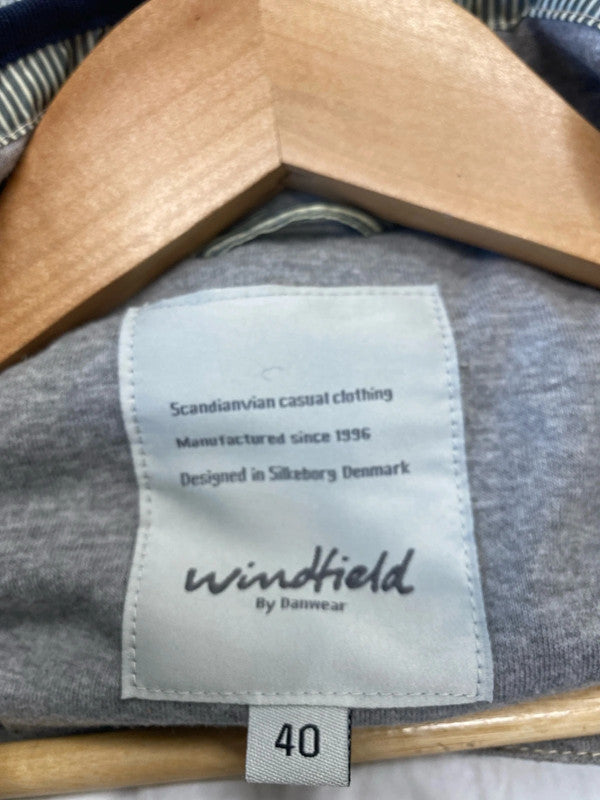 Scandianvian casual clothing
Manufactured since 1996
Designed in Silkeborg Denmark
windfield
By Danwear
40